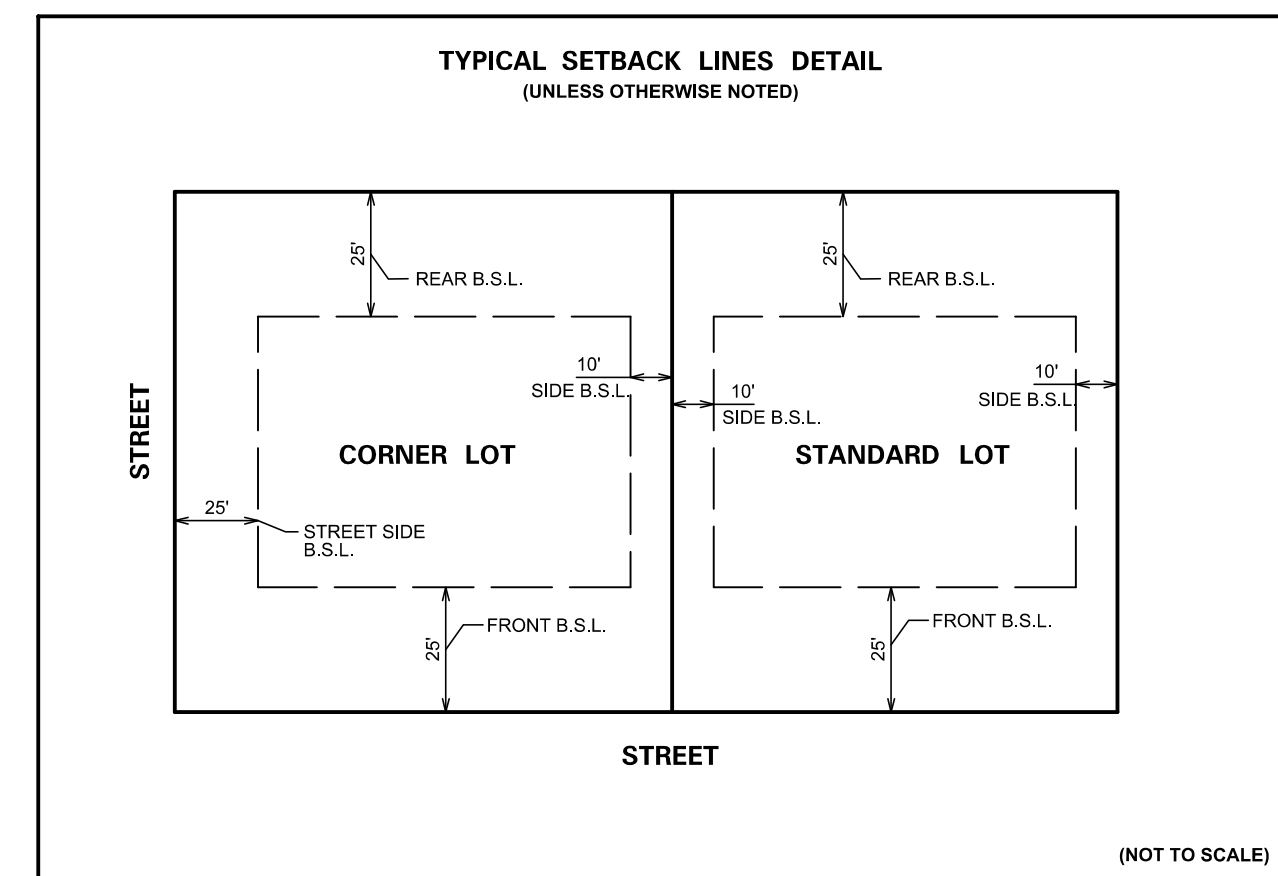 TYPICAL SETBACK LINES DETAIL
(UNLESS OTHERWISE NOTED)
25'
REAR B.S.L.
25'
REAR B.S.L.
10'
SIDE B.S.L.
10'
SIDE B.S.L.
10'
SIDE B.S.L.
STREET
CORNER LOT
STANDARD LOT
25'
STREET SIDE
B.S.L.
25'
FRONT B.S.L.
25'
FRONT B.S.L.
STREET
(NOT TO SCALE)